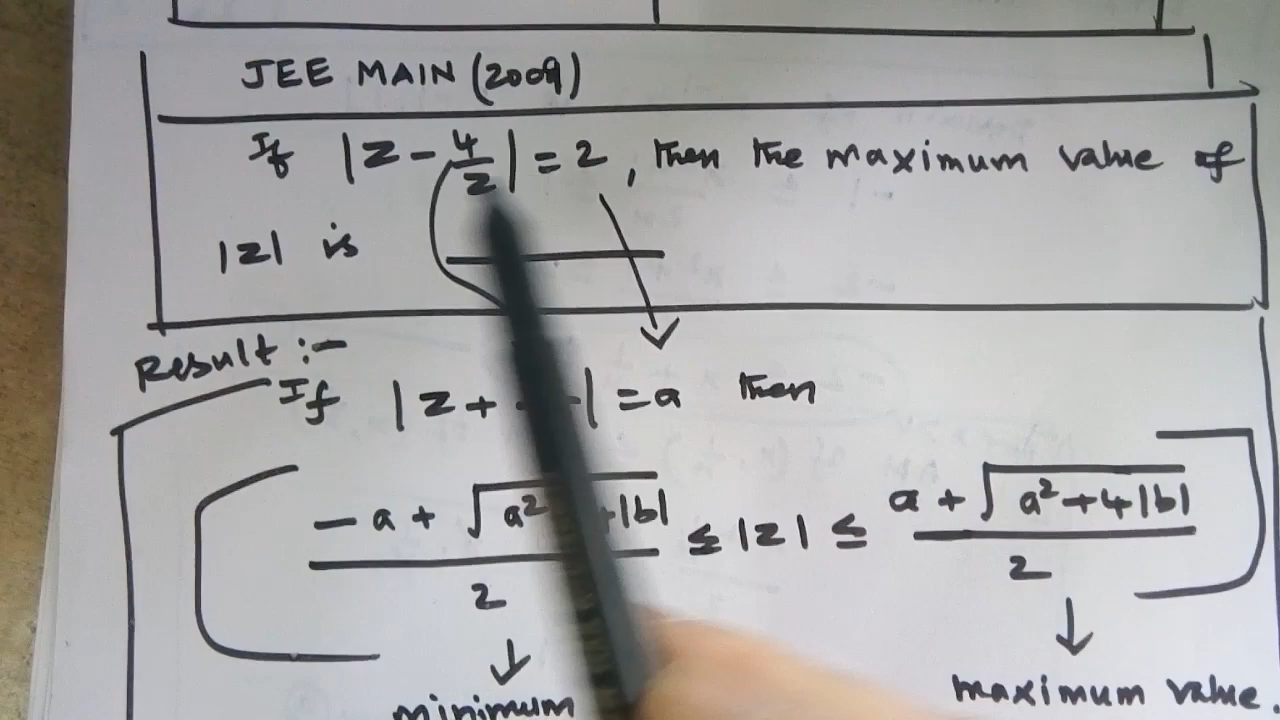 JEE MAIN (2009)
If |z - 4/z| = 2, then the maximum value of
|z| is
Result :-
If |z + | = a then
-a + √a² +|b| / 2 ≤ |z| ≤ a + √a²+4|b| / 2
minimum maximum value.